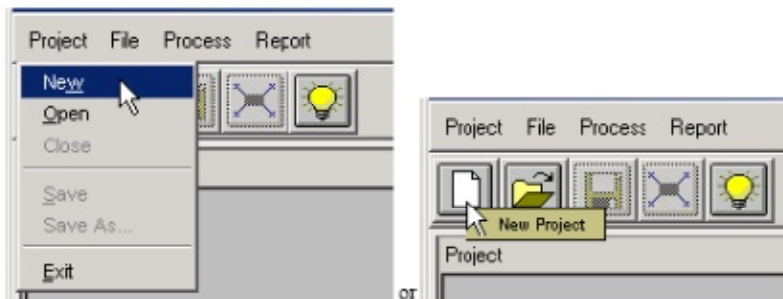 Project File Process Report
New
Open
Close
Save
Save As...
Exit
or
Project File Process Report
New Project
Project